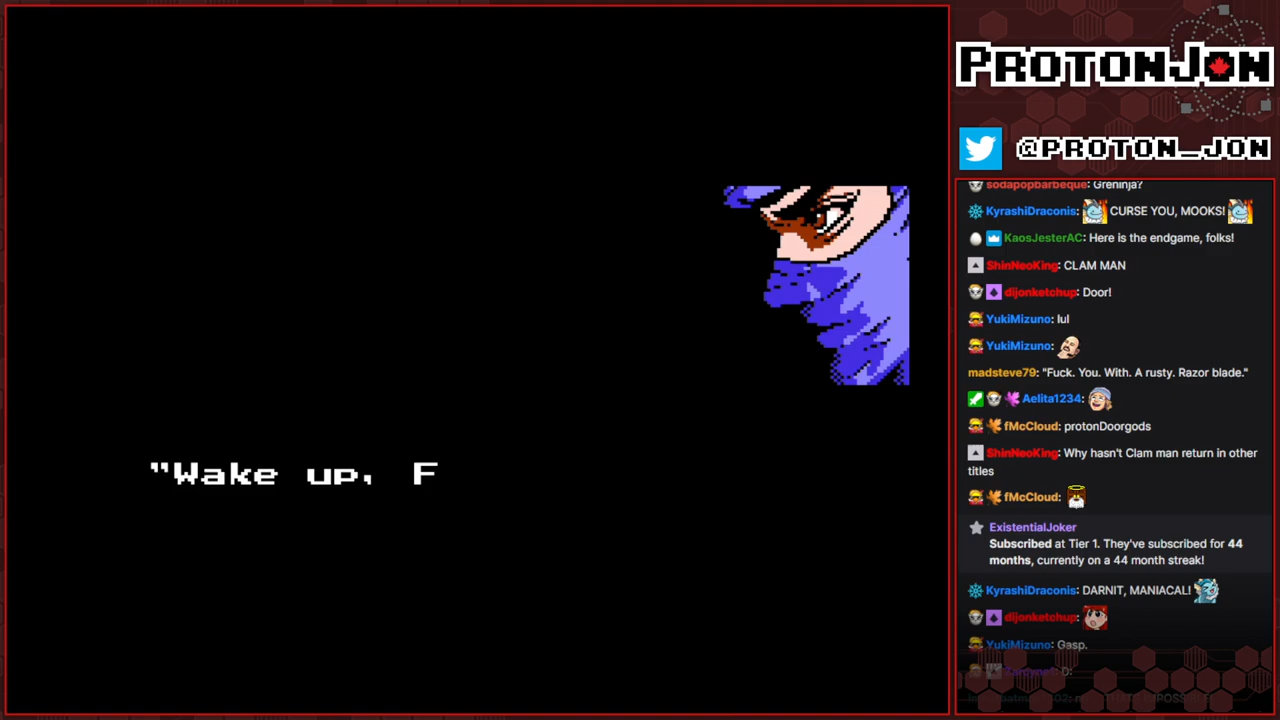 "Wake up, F
PROTONJON
@PROTON_JON
sodapopbarbeque: Greninja?
KyrashiDraconis: CURSE YOU, MOOKS!
KaosJesterAC: Here is the endgame, folks!
ShinNeoKing: CLAM MAN
dijonketchup: Door!
YukiMizuno: lul
YukiMizuno:
madsteve79: "Fuck. You. With. A rusty. Razor blade."
Aelita1234:
fMcCloud: protonDoorgods
ShinNeoKing: Why hasn't Clam man return in other
titles
fMcCloud:
ExistentialJoker
Subscribed at Tier 1. They've subscribed for 44
months, currently on a 44 month streak!
KyrashiDraconis: DARNIT, MANIACAL!
dijonketchup:
YukiMizuno: Gasp.
D: